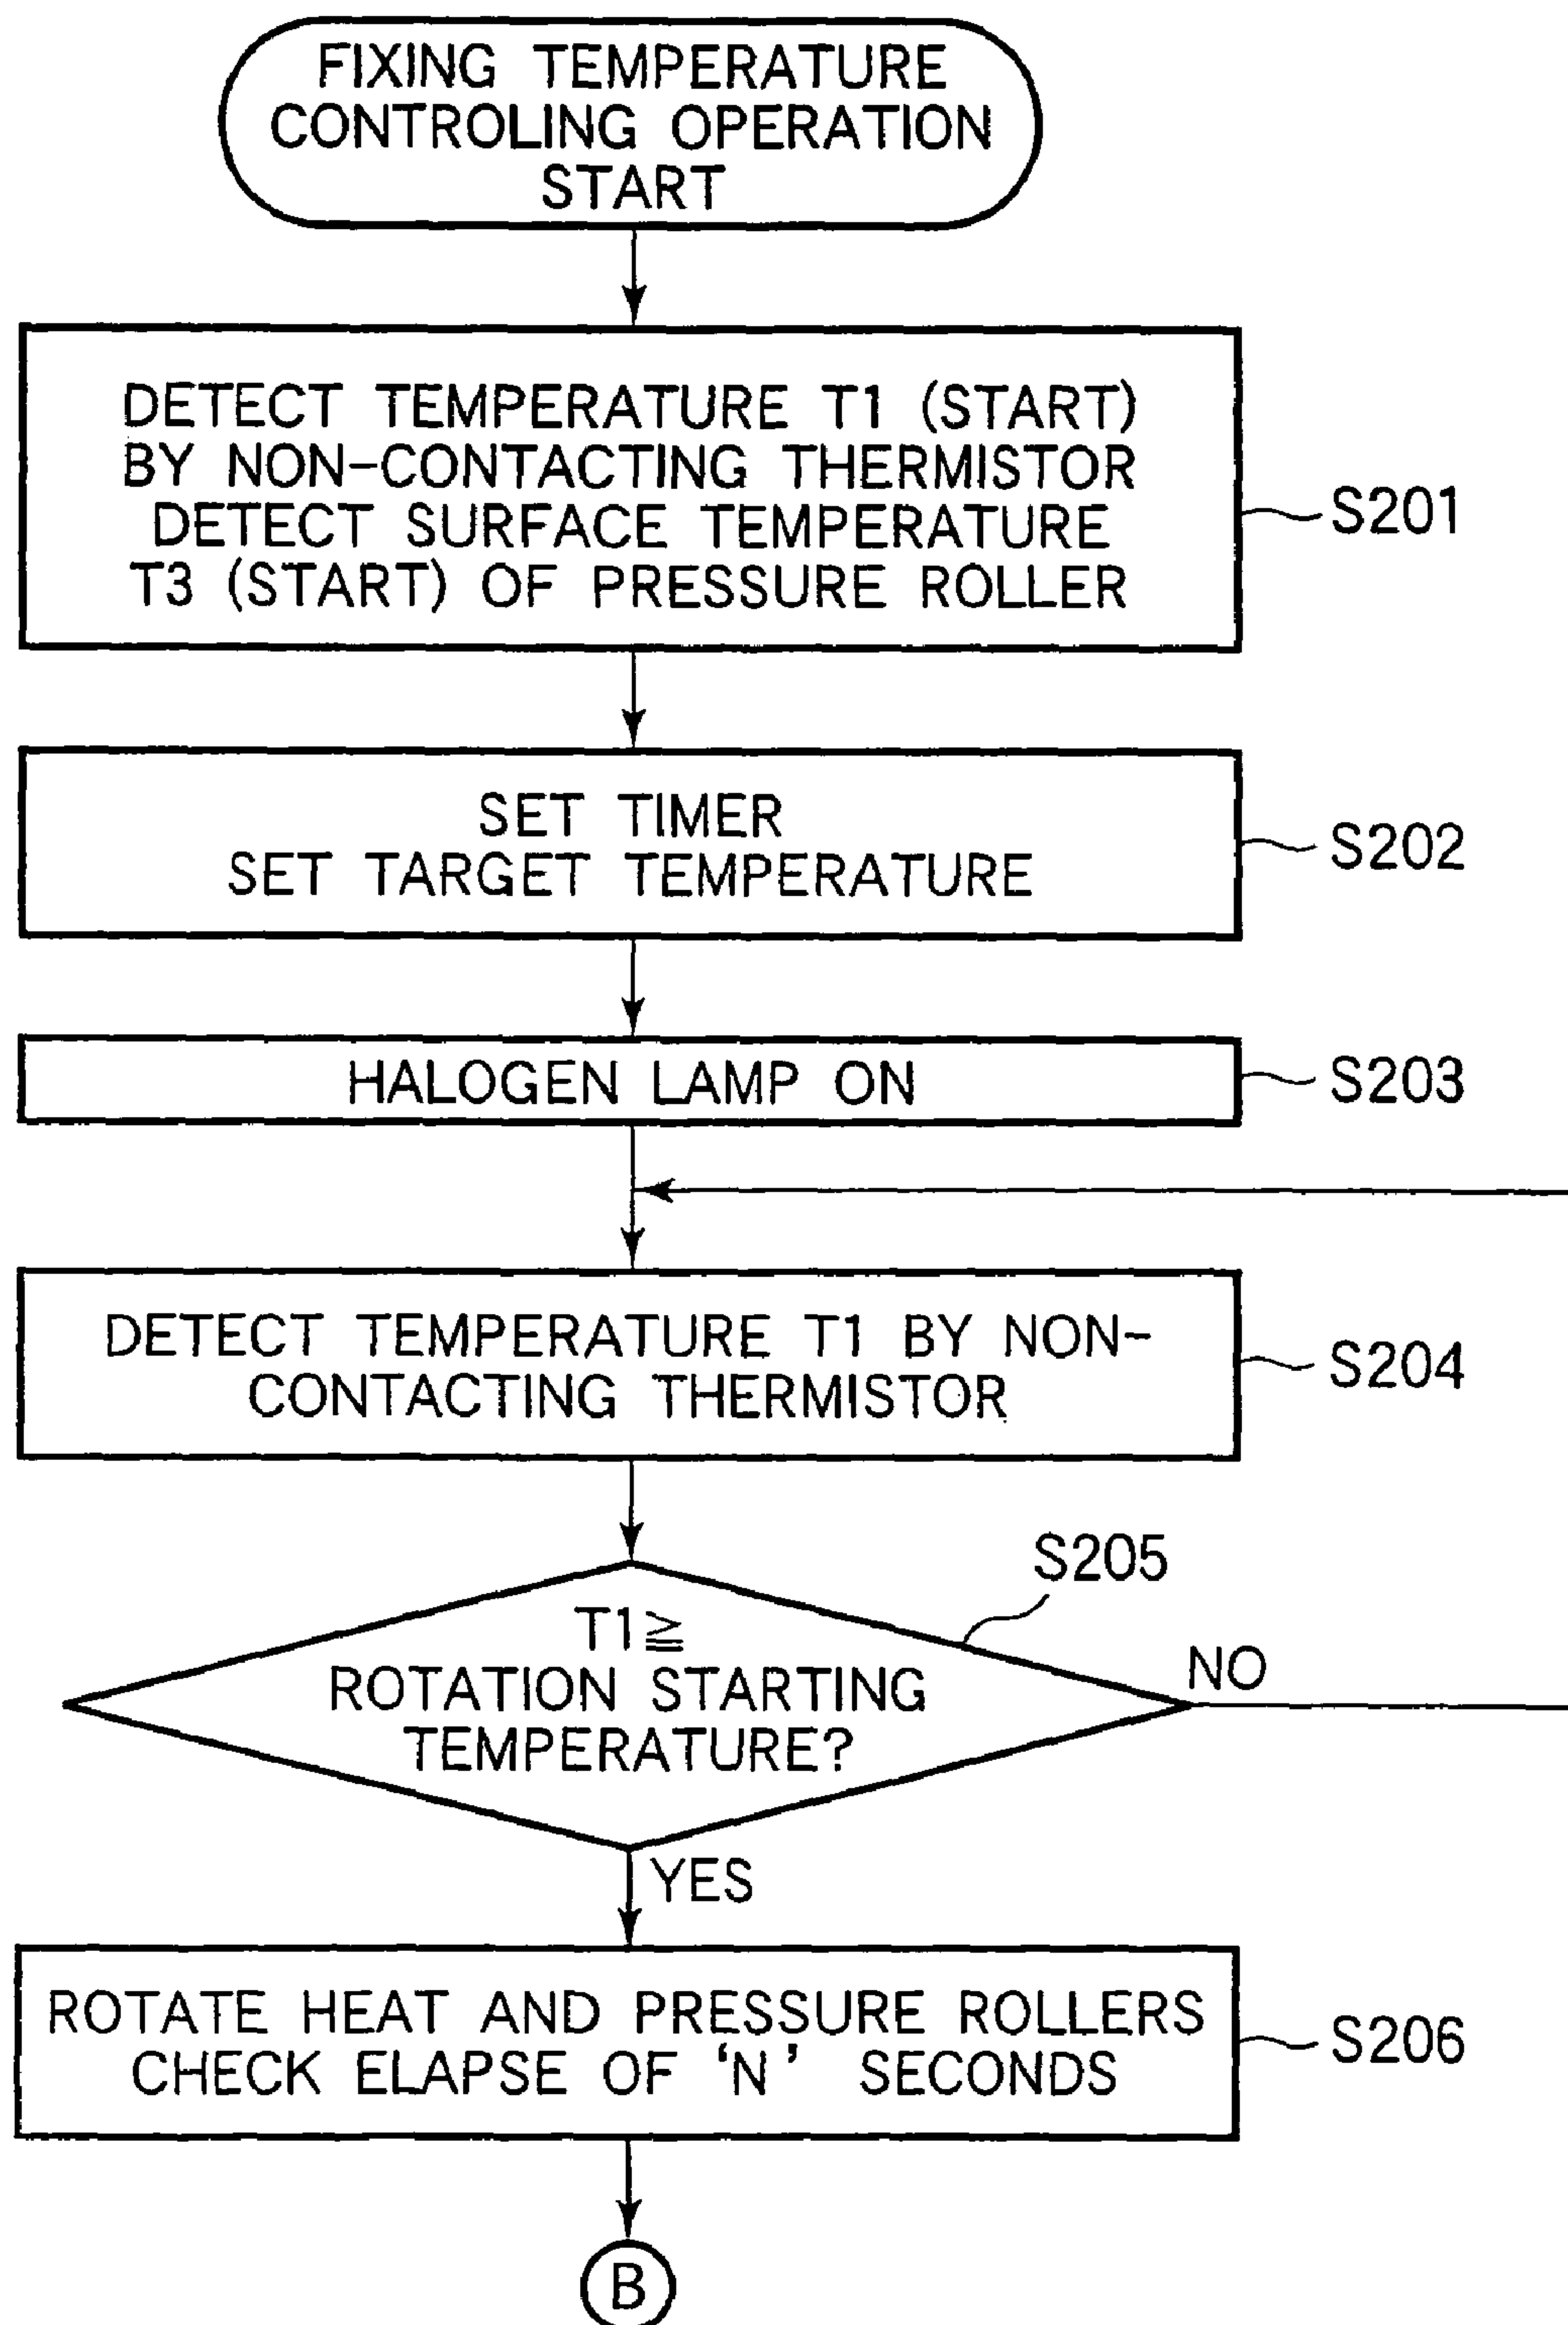 FIXING TEMPERATURE
CONTROLING OPERATION
START
DETECT TEMPERATURE T1 (START)
BY NON-CONTACTING THERMISTOR
DETECT SURFACE TEMPERATURE
T3 (START) OF PRESSURE ROLLER
S201
SET TIMER
SET TARGET TEMPERATURE
S202
HALOGEN LAMP ON
S203
DETECT TEMPERATURE T1 BY NON-
CONTACTING THERMISTOR
S204
S205
T1≧
ROTATION STARTING
TEMPERATURE?
NO
YES
ROTATE HEAT AND PRESSURE ROLLERS
CHECK ELAPSE OF ‘N’ SECONDS
S206
B